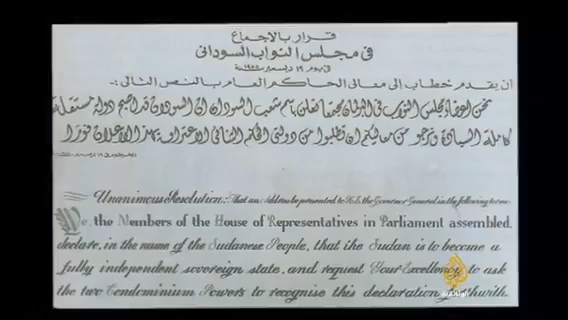 قرار بالاجماع
في مجلس النواب السوداني
في يوم ١٩ ديسمبر ١٩٥٥
أن يقدم خطاب إلى معالي الحاكم العام بالنص التالي:-
نحن اعضاء مجلس النواب في البرلمان مجتمعا نعلن باسم شعب السودان ان السودان قد اصبح دولة مستقلة
كاملة السيادة ونرجو من معاليكم ان تطلبوا من دولتي الحكم الثنائي الاعتراف بهذا الاعلان فورا
Unanimous Resolution: That an Address be presented to H.E. the Governor General in the following terms:
We, the Members of the House of Representatives in Parliament assembled,
declare, in the name of the Sudanese People, that the Sudan is to become a
fully independent sovereign state, and request Your Excellency to ask
the two Condominium Powers to recognise this declaration forthwith.